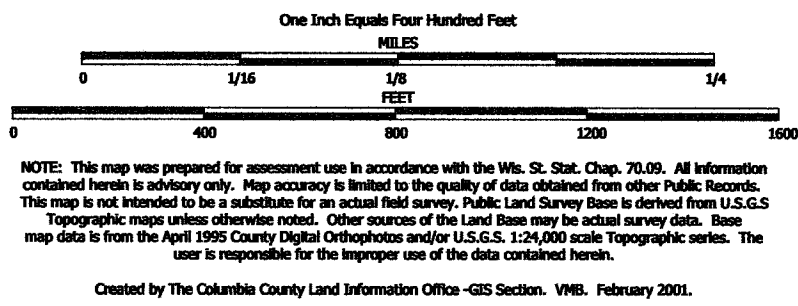 One Inch Equals Four Hundred Feet
MILES
0 1/16 1/8 1/4
FEET
0 400 800 1200 1600
NOTE: This map was prepared for assessment use in accordance with the Wis. St. Stat. Chap. 70.09. All information
contained herein is advisory only. Map accuracy is limited to the quality of data obtained from other Public Records.
This map is not intended to be a substitute for an actual field survey. Public Land Survey Base is derived from U.S.G.S
Topographic maps unless otherwise noted. Other sources of the Land Base may be actual survey data. Base
map data is from the April 1995 County Digital Orthophotos and/or U.S.G.S. 1:24,000 scale Topographic series. The
user is responsible for the improper use of the data contained herein.
Created by The Columbia County Land Information Office -GIS Section. VMB. February 2001.